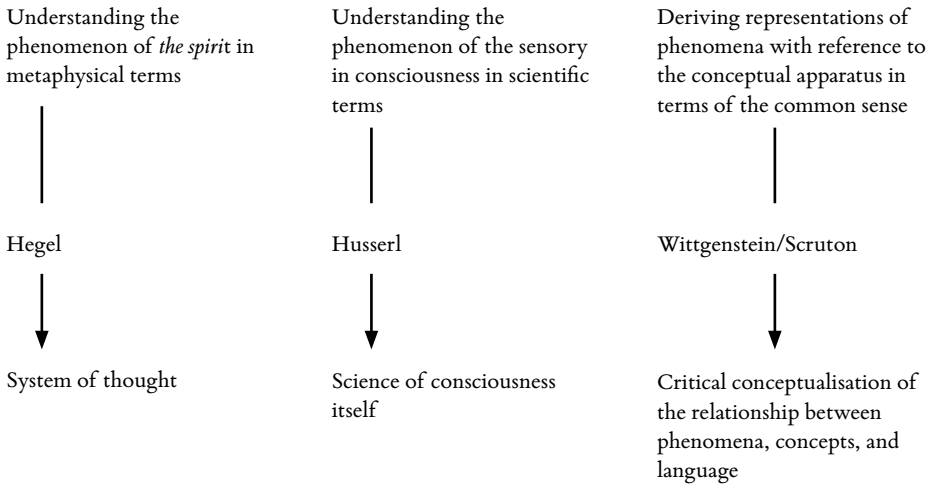 Understanding the
phenomenon of the spirit in
metaphysical terms
Hegel
System of thought
Understanding the
phenomenon of the sensory
in consciousness in scientific
terms
Husserl
Science of consciousness
itself
Deriving representations of
phenomena with reference to
the conceptual apparatus in
terms of the common sense
Wittgenstein/Scruton
Critical conceptualisation of
the relationship between
phenomena, concepts, and
language